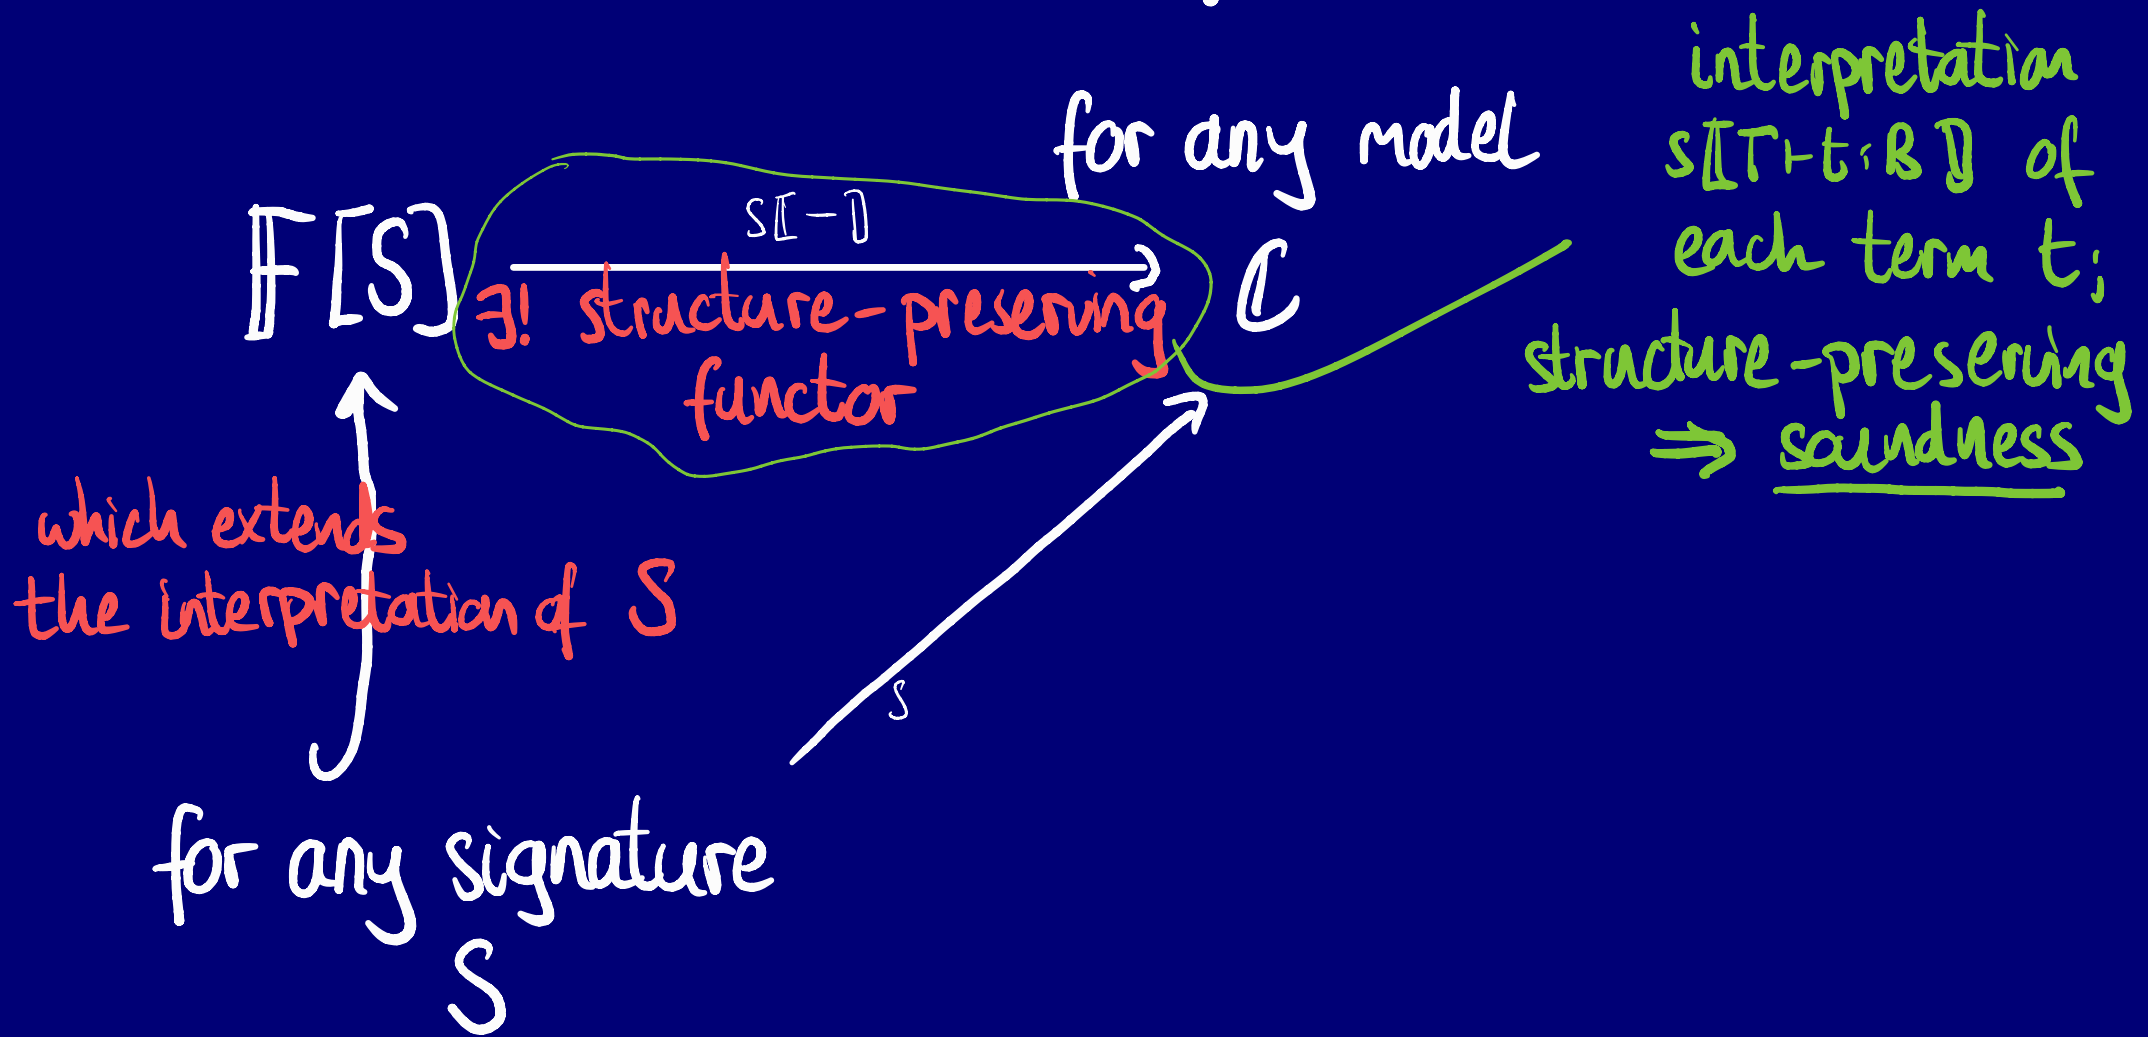 for any model
𝔽[S]
s⟦-⟧
ℂ
∃! structure-preserving
functor
which extends
the interpretation of S
s
for any signature
S
interpretation
s⟦Γ⊢t:B⟧ of
each term t;
structure-preserving
⇒ soundness